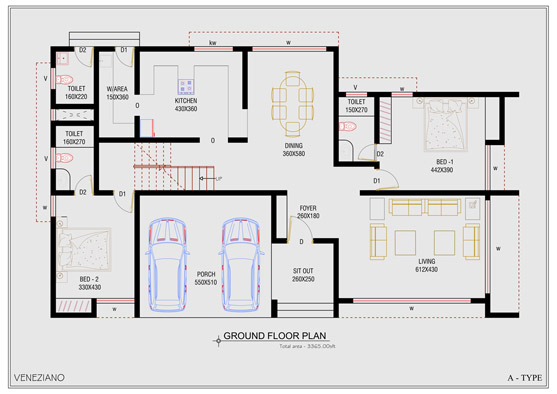 D2
D1
kw
w
V
TOILET
160X220
W/AREA
150X360
KITCHEN
430X360
O
O
V
w
TOILET
150X270
DINING
360X580
D2
BED -1
442X390
w
D1
TOILET
160X270
V
D2
UP
w
D1
FOYER
260X180
D
BED - 2
330X430
PORCH
550X510
SIT OUT
260X250
LIVING
612X430
w
w
w
GROUND FLOOR PLAN
Total area - 3365.00sft
VENEZIANO
A - TYPE